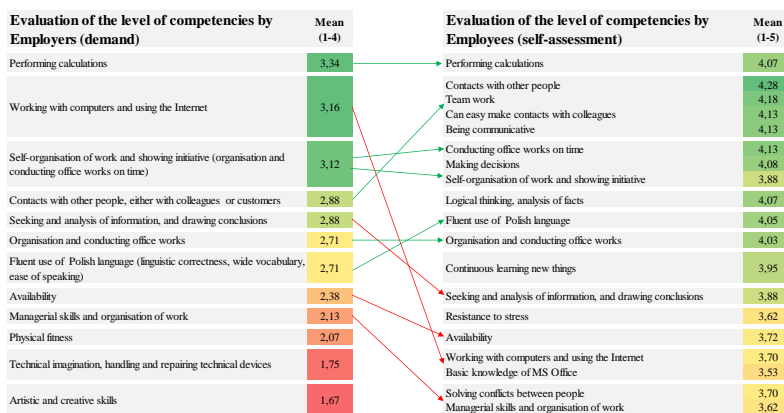 Evaluation of the level of competencies by
Employers (demand)
Mean
(1-4)
Performing calculations
3,34
Working with computers and using the Internet
3,16
Self-organisation of work and showing initiative (organisation and
conducting office works on time)
3,12
Contacts with other people, either with colleagues or customers
2,88
Seeking and analysis of information, and drawing conclusions
2,88
Organisation and conducting office works
2,71
Fluent use of Polish language (linguistic correctness, wide vocabulary,
ease of speaking)
2,71
Availability
2,38
Managerial skills and organisation of work
2,13
Physical fitness
2,07
Technical imagination, handling and repairing technical devices
1,75
Artistic and creative skills
1,67
Evaluation of the level of competencies by
Employees (self-assessment)
Mean
(1-5)
Performing calculations
4,07
Contacts with other people
4,28
Team work
4,18
Can easy make contacts with colleagues
4,13
Being communicative
4,13
Conducting office works on time
4,13
Making decisions
4,08
Self-organisation of work and showing initiative
3,88
Logical thinking, analysis of facts
4,07
Fluent use of Polish language
4,05
Organisation and conducting office works
4,03
Continuous learning new things
3,95
Seeking and analysis of information, and drawing conclusions
3,88
Resistance to stress
3,62
Availability
3,72
Working with computers and using the Internet
3,70
Basic knowledge of MS Office
3,53
Solving conflicts between people
3,70
Managerial skills and organisation of work
3,62